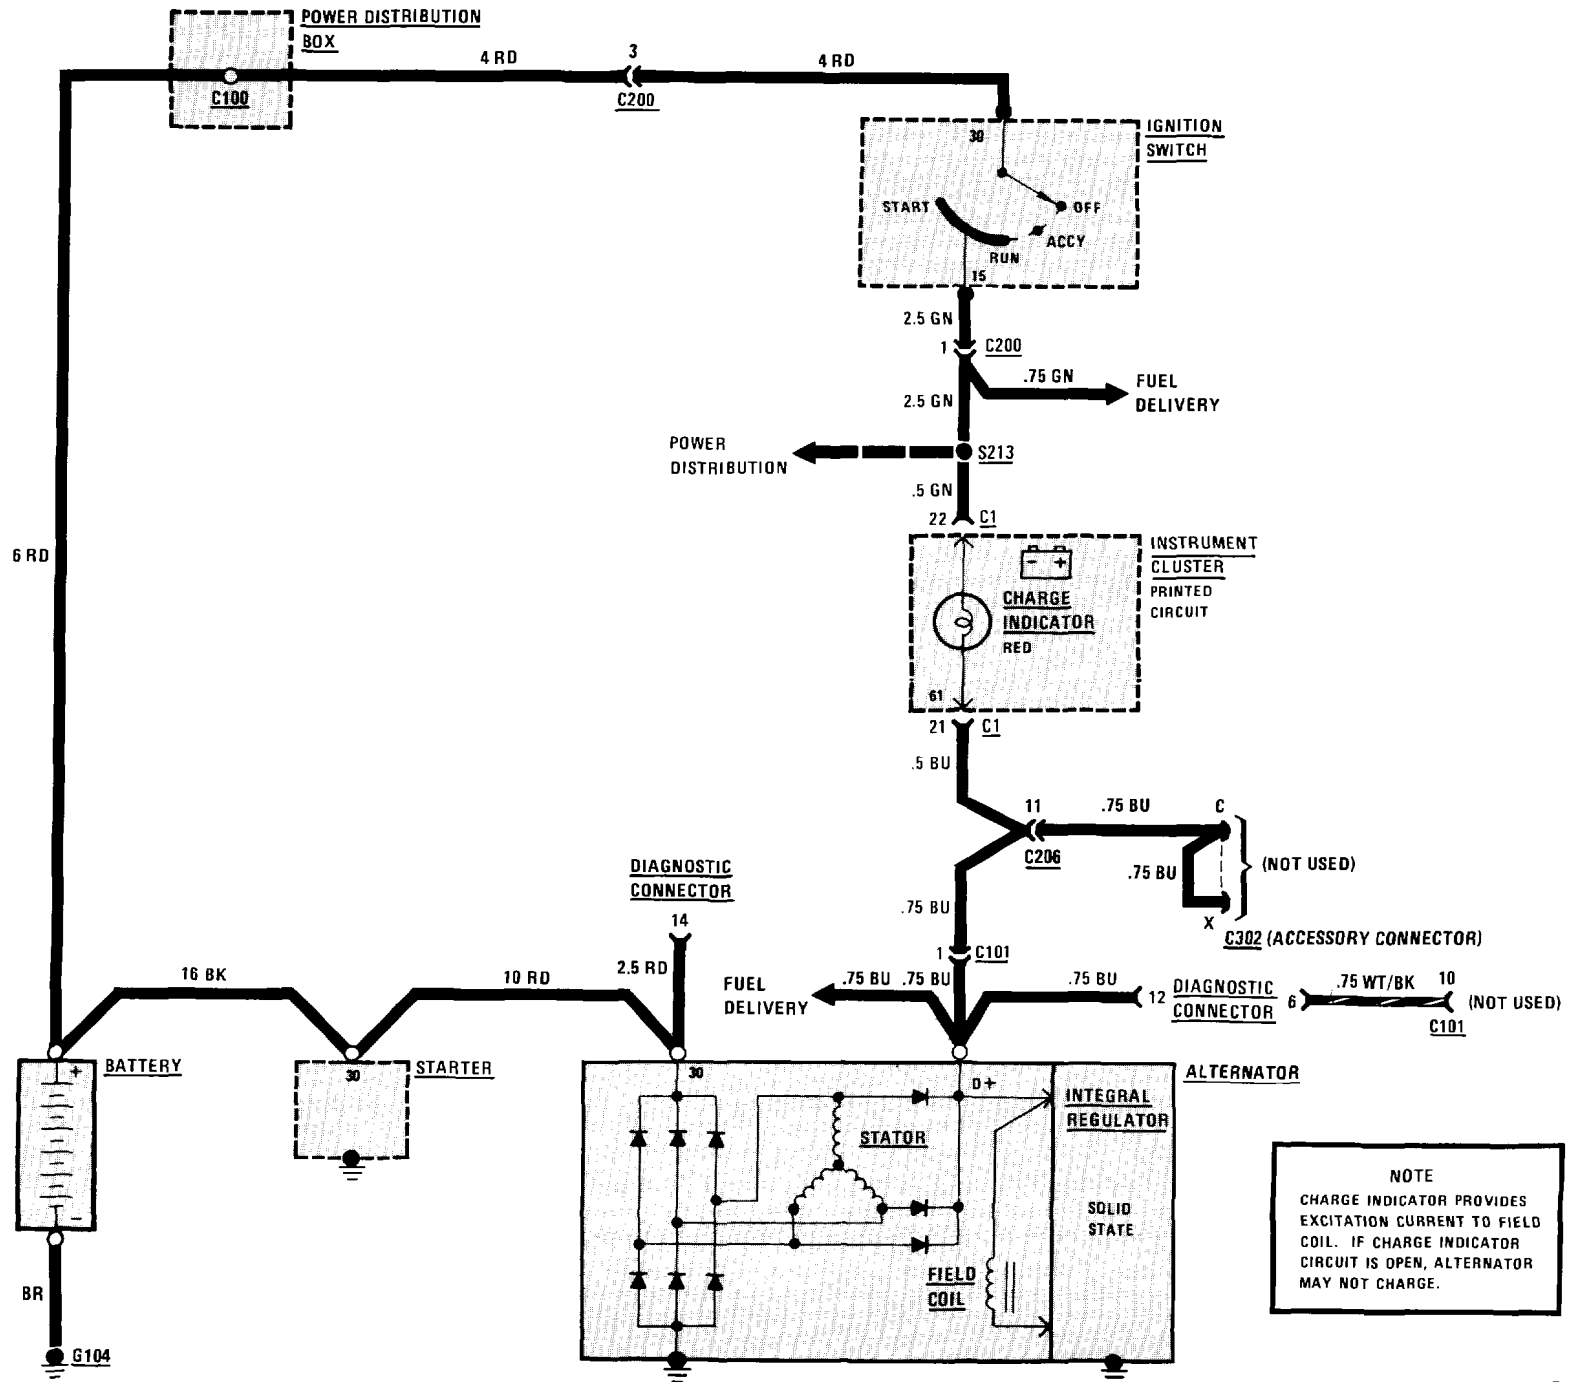 POWER DISTRIBUTION
BOX
C100
4 RD
3
C200
4 RD
30
IGNITION
SWITCH
START
OFF
ACCY
RUN
15
2.5 GN
1
C200
.75 GN
FUEL
DELIVERY
2.5 GN
POWER
DISTRIBUTION
S213
.5 GN
22
C1
6 RD
INSTRUMENT
CLUSTER
PRINTED
CIRCUIT
- +
CHARGE
INDICATOR
RED
61
21
C1
.5 BU
11
C206
.75 BU
C
.75 BU
(NOT USED)
X
C302 (ACCESSORY CONNECTOR)
DIAGNOSTIC
CONNECTOR
14
.75 BU
1
C101
16 BK
10 RD
2.5 RD
FUEL
DELIVERY
.75 BU
.75 BU
.75 BU
12
DIAGNOSTIC
CONNECTOR
6
.75 WT/BK
10
(NOT USED)
C101
+
BATTERY
-
30
STARTER
30
D+
ALTERNATOR
INTEGRAL
REGULATOR
STATOR
SOLID
STATE
FIELD
COIL
BR
G104
NOTE
CHARGE INDICATOR PROVIDES
EXCITATION CURRENT TO FIELD
COIL. IF CHARGE INDICATOR
CIRCUIT IS OPEN, ALTERNATOR
MAY NOT CHARGE.